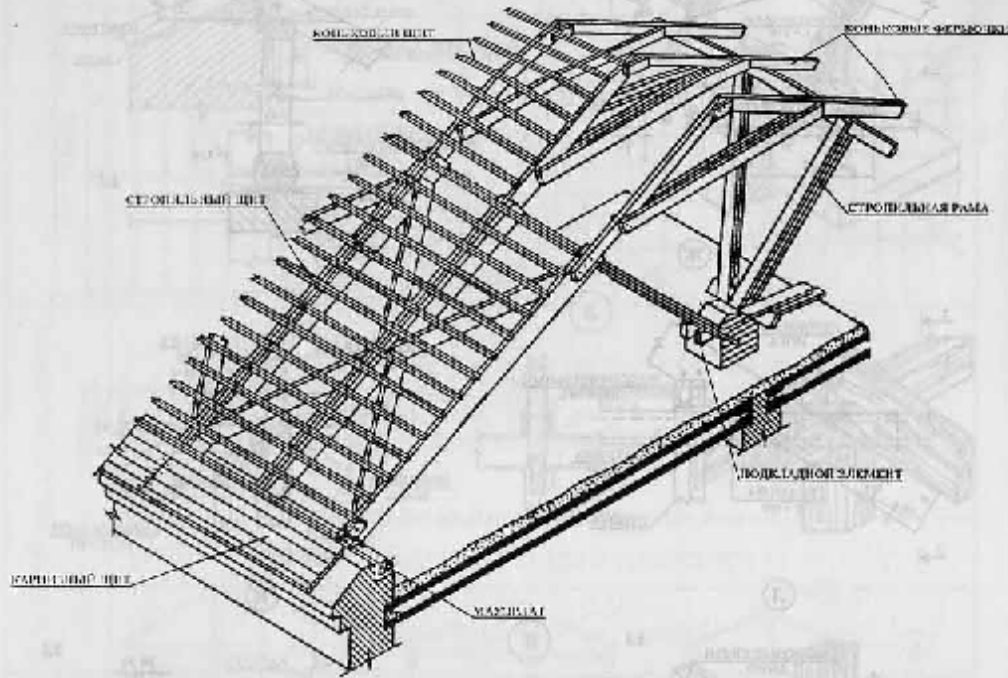 КОНЬКОВЫЙ ЩИТ
КОНЬКОВЫЕ ФЕРМОЧКИ
СТРОПИЛЬНЫЙ ЩИТ
СТРОПИЛЬНАЯ РАМА
ПОДКЛАДНОЙ ЭЛЕМЕНТ
КАРНИЗНЫЙ ЩИТ
МАУЭРЛАТ